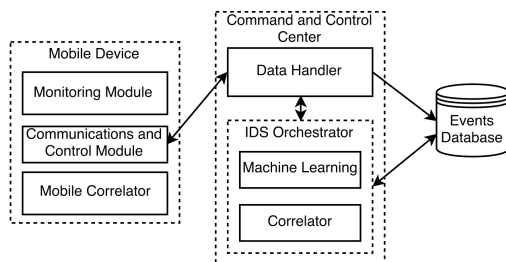 Command and Control
Center
Mobile Device
Monitoring Module
Communications and
Control Module
Mobile Correlator
Data Handler
IDS Orchestrator
Machine Learning
Correlator
Events
Database